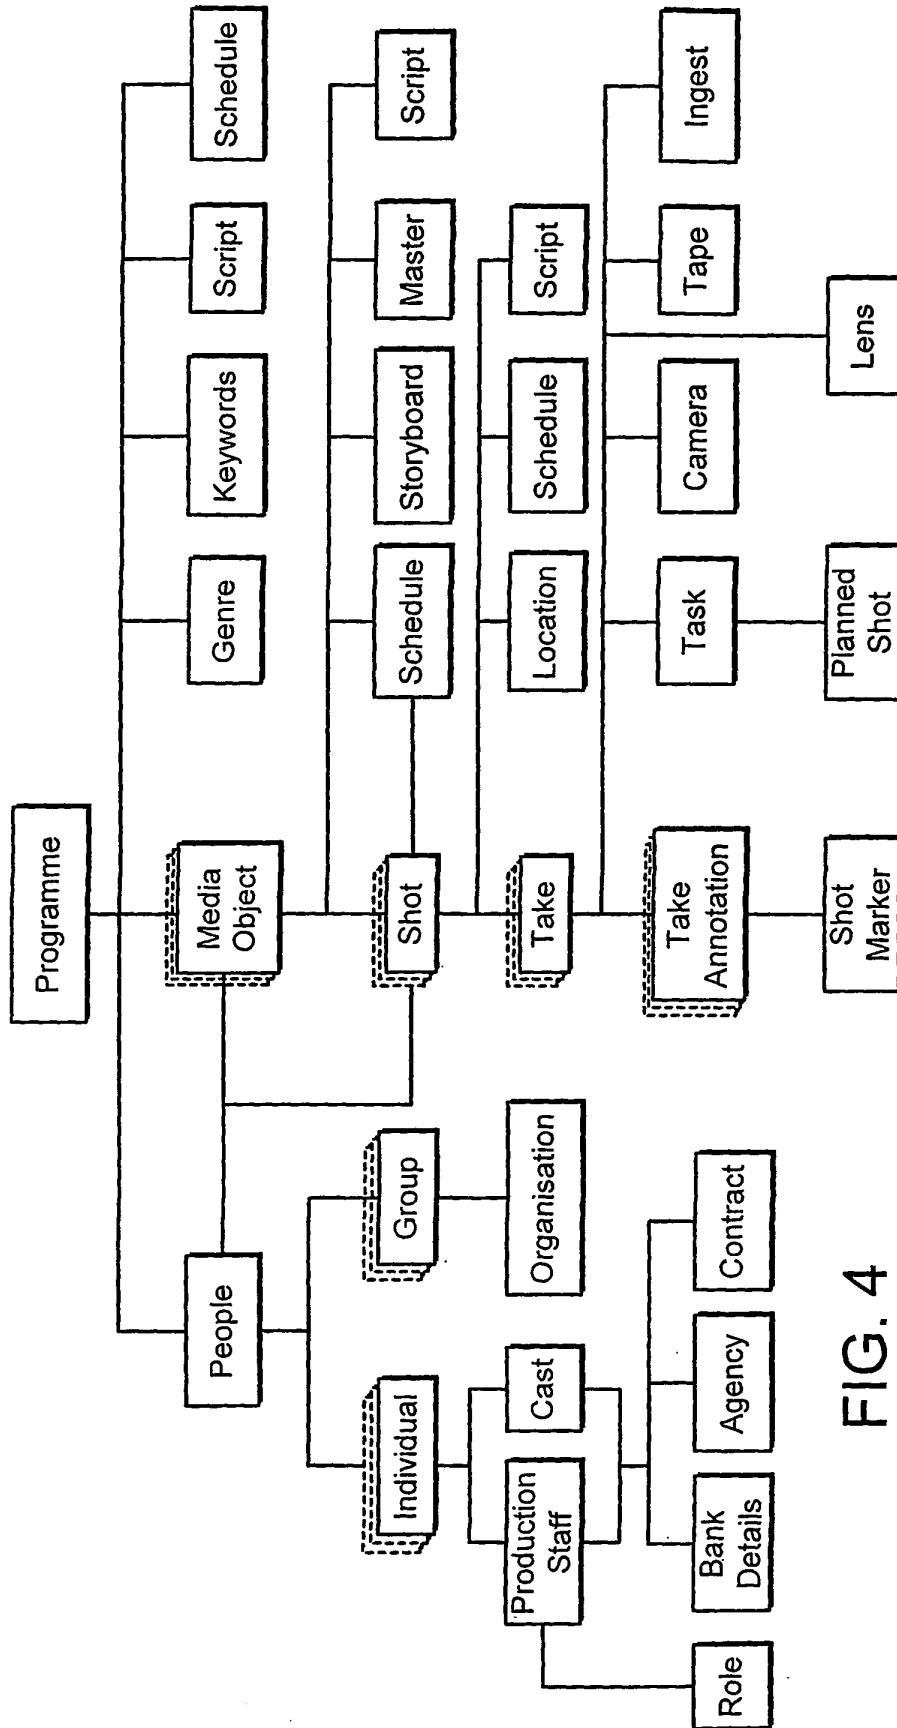 Programme
People
Media
Object
Genre
Keywords
Script
Schedule
Individual
Group
Shot
Schedule
Storyboard
Master
Script
Production
Staff
Cast
Organisation
Take
Location
Schedule
Script
Role
Bank
Details
Agency
Contract
Take
Annotation
Task
Camera
Tape
Ingest
Shot
Marker
Planned
Shot
Lens
FIG. 4